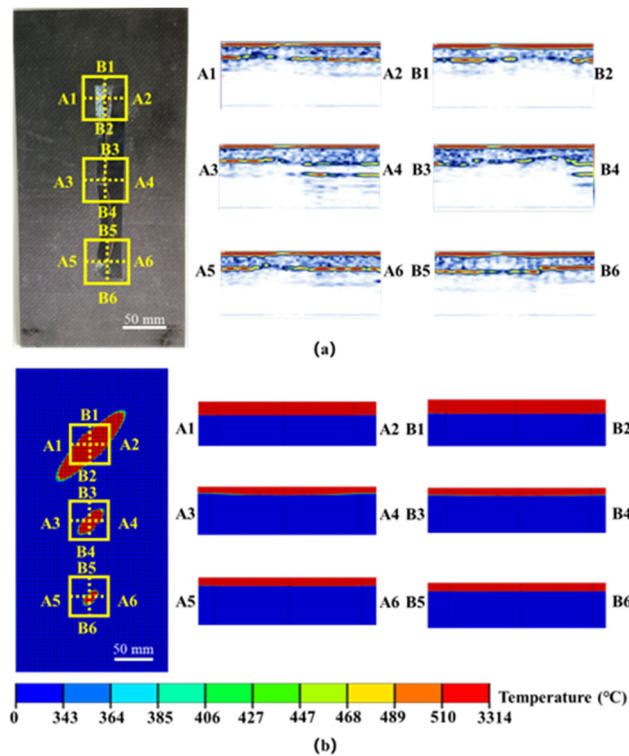 B1
A1 A2
B2
B3
A3 A4
B4
B5
A5 A6
B6
50 mm
A1 A2 B1 B2
A3 A4 B3 B4
A5 A6 B5 B6
(a)
B1
A1 A2
B2
B3
A3 A4
B4
B5
A5 A6
B6
50 mm
A1 A2 B1 B2
A3 A4 B3 B4
A5 A6 B5 B6
Temperature (°C)
0 343 364 385 406 427 447 468 489 510 3314
(b)